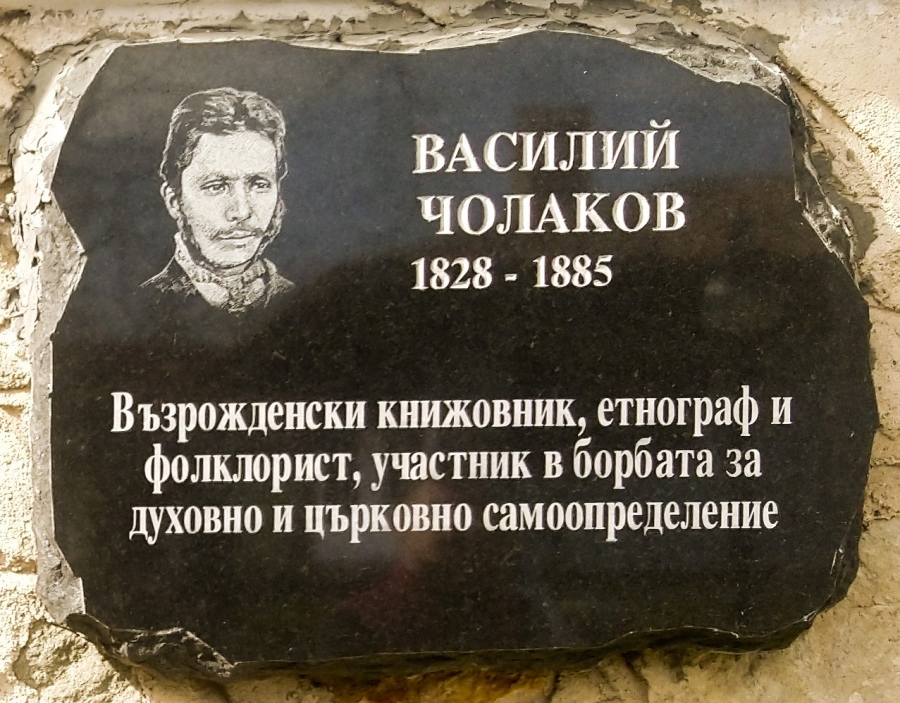 ВАСИЛИЙ
ЧОЛАКОВ
1828 - 1885
Възрожденски книжовник, етнограф и
фолклорист, участник в борбата за
духовно и църковно самоопределение